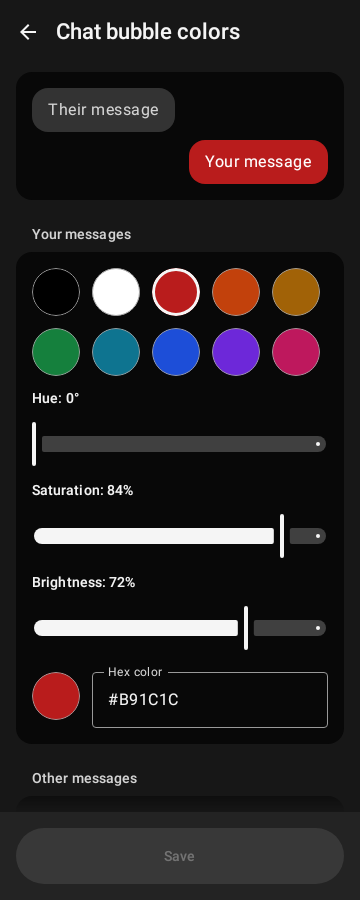 Chat bubble colors
Their message
Your message
Your messages
Hue: 0°
Saturation: 84%
Brightness: 72%
Hex color
#B91C1C
Other messages
Save